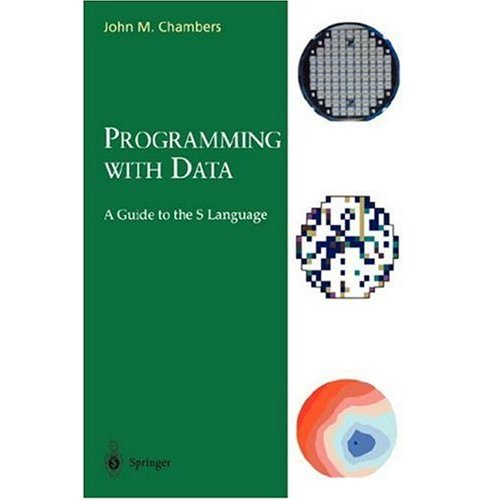 John M. Chambers
PROGRAMMING
WITH DATA
A Guide to the S Language
Springer